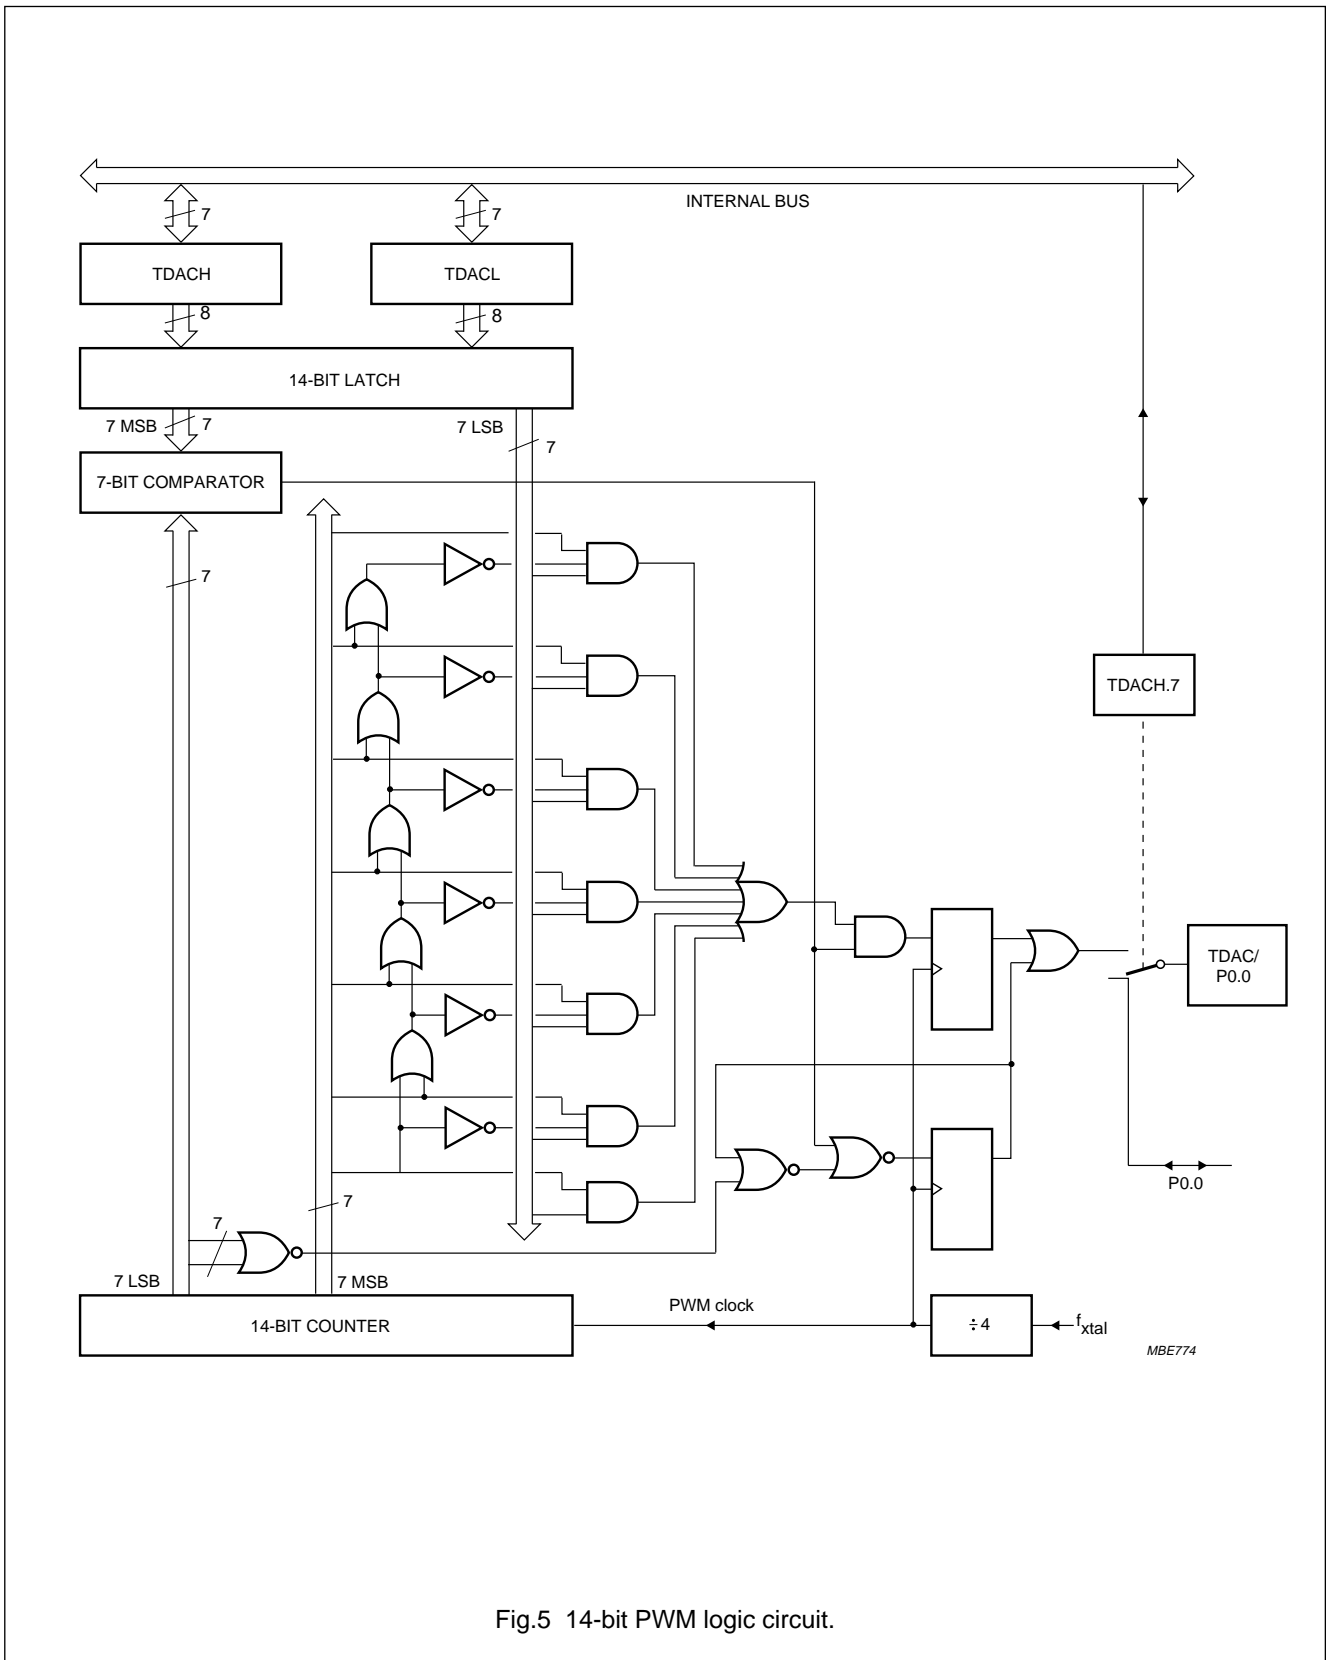 INTERNAL BUS
7
7
TDACH
TDACL
8
8
14-BIT LATCH
7 MSB
7
7 LSB
7
7-BIT COMPARATOR
7
TDACH.7
TDAC/
P0.0
P0.0
7
7
7 LSB
7 MSB
14-BIT COUNTER
PWM clock
÷4
fxtal
MBE774
Fig.5 14-bit PWM logic circuit.